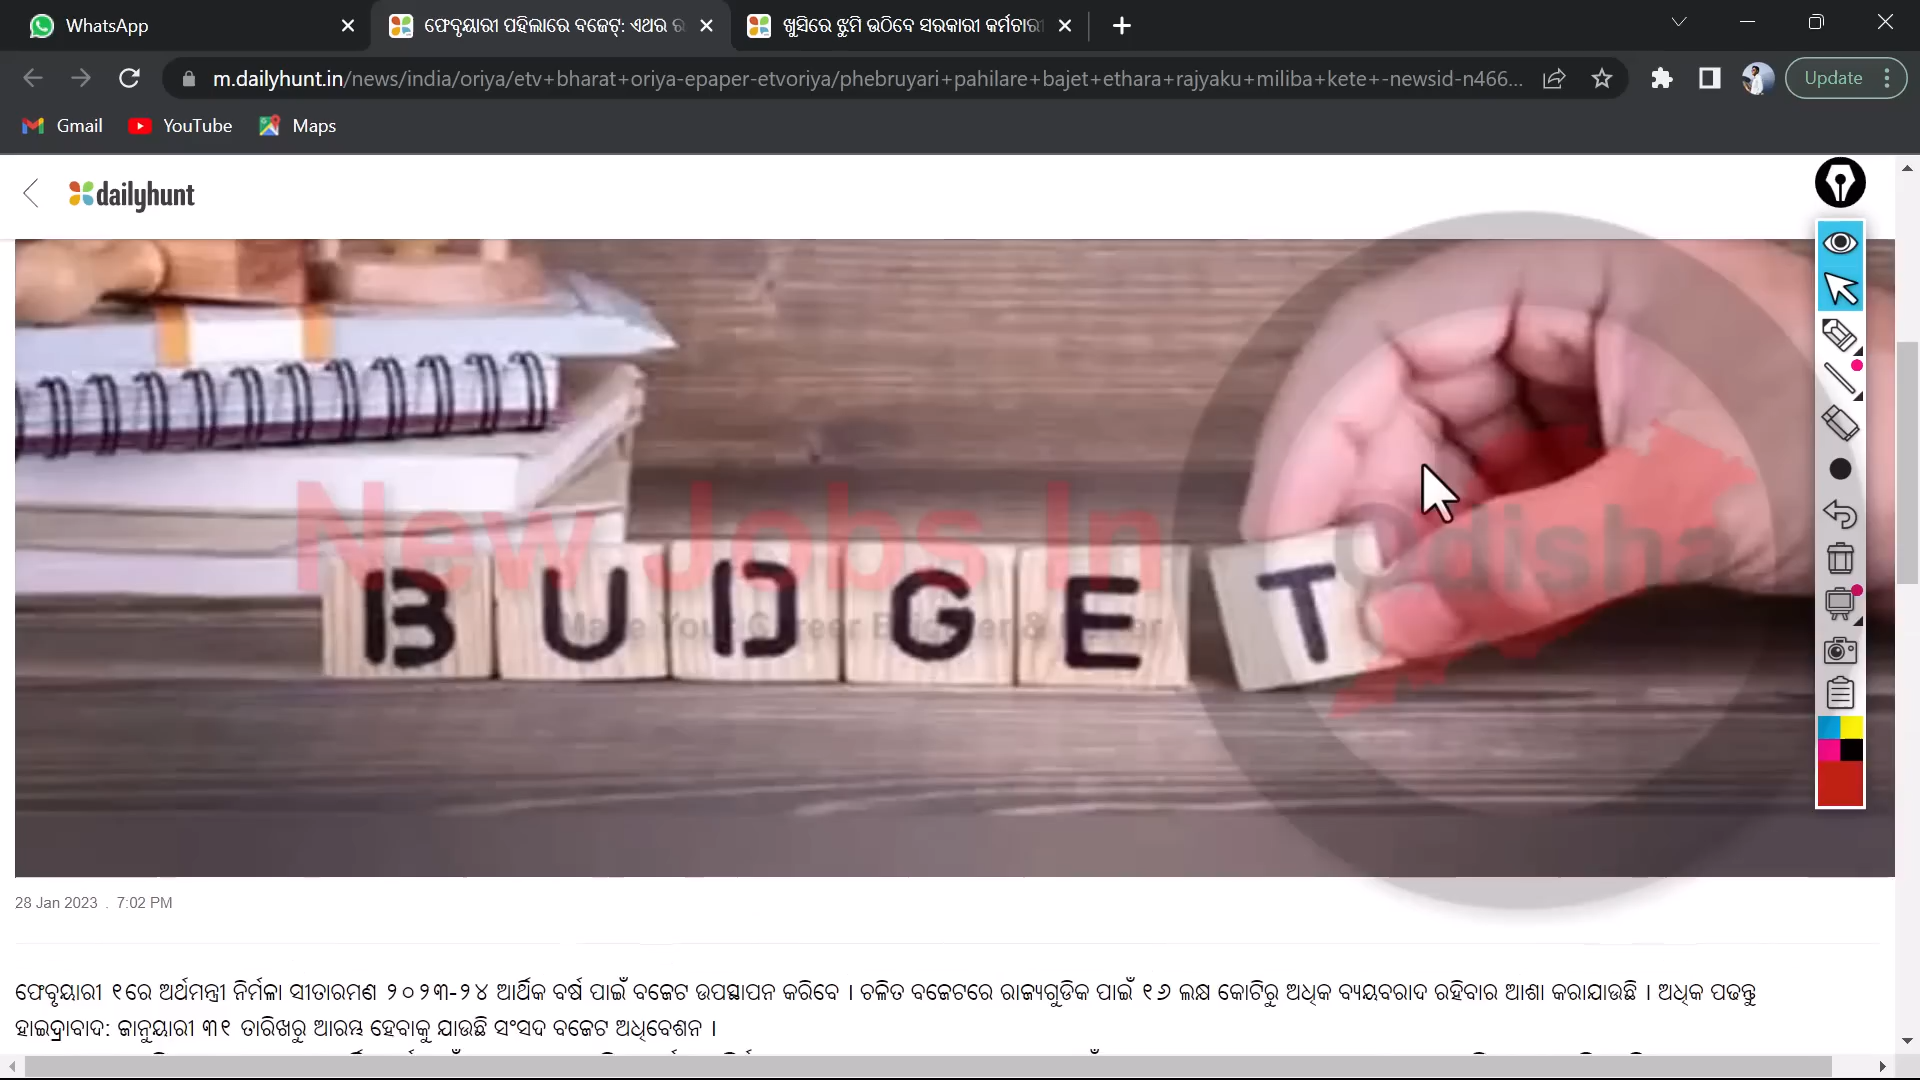 WhatsApp
ଫେବୃୟାରୀ ପହିଲାରେ ବଜେଟ୍: ଏଥର ର
ଖୁସିରେ ଝୁମି ଉଠିବେ ସରକାରୀ କର୍ମଚାରୀ
m.dailyhunt.in/news/india/oriya/etv+bharat+oriya-epaper-etvoriya/phebruyari+pahilare+bajet+ethara+rajyaku+miliba+kete+-newsid-n466...
Update
Gmail
YouTube
Maps
dailyhunt
New Jobs In Odisha
BUDGET
Make Your Career Brighter &
28 Jan 2023 . 7:02 PM
ଫେବୃୟାରୀ ୧ରେ ଅର୍ଥମନ୍ତ୍ରୀ ନିର୍ମଳା ସୀତାରମଣ ୨୦୨୩-୨୪ ଆର୍ଥିକ ବର୍ଷ ପାଇଁ ବଜେଟ ଉପସ୍ଥାପନ କରିବେ । ଚଳିତ ବଜେଟରେ ରାଜ୍ୟଗୁଡିକ ପାଇଁ ୧୬ ଲକ୍ଷ କୋଟିରୁ ଅଧିକ ବ୍ୟୟବରାଦ ରହିବାର ଆଶା କରାଯାଉଛି । ଅଧିକ ପଢନ୍ତୁ
ହାଇଦ୍ରାବାଦ: ଜାନୁୟାରୀ ୩୧ ତାରିଖରୁ ଆରମ୍ଭ ହେବାକୁ ଯାଉଛି ସଂସଦ ବଜେଟ ଅଧିବେଶନ ।